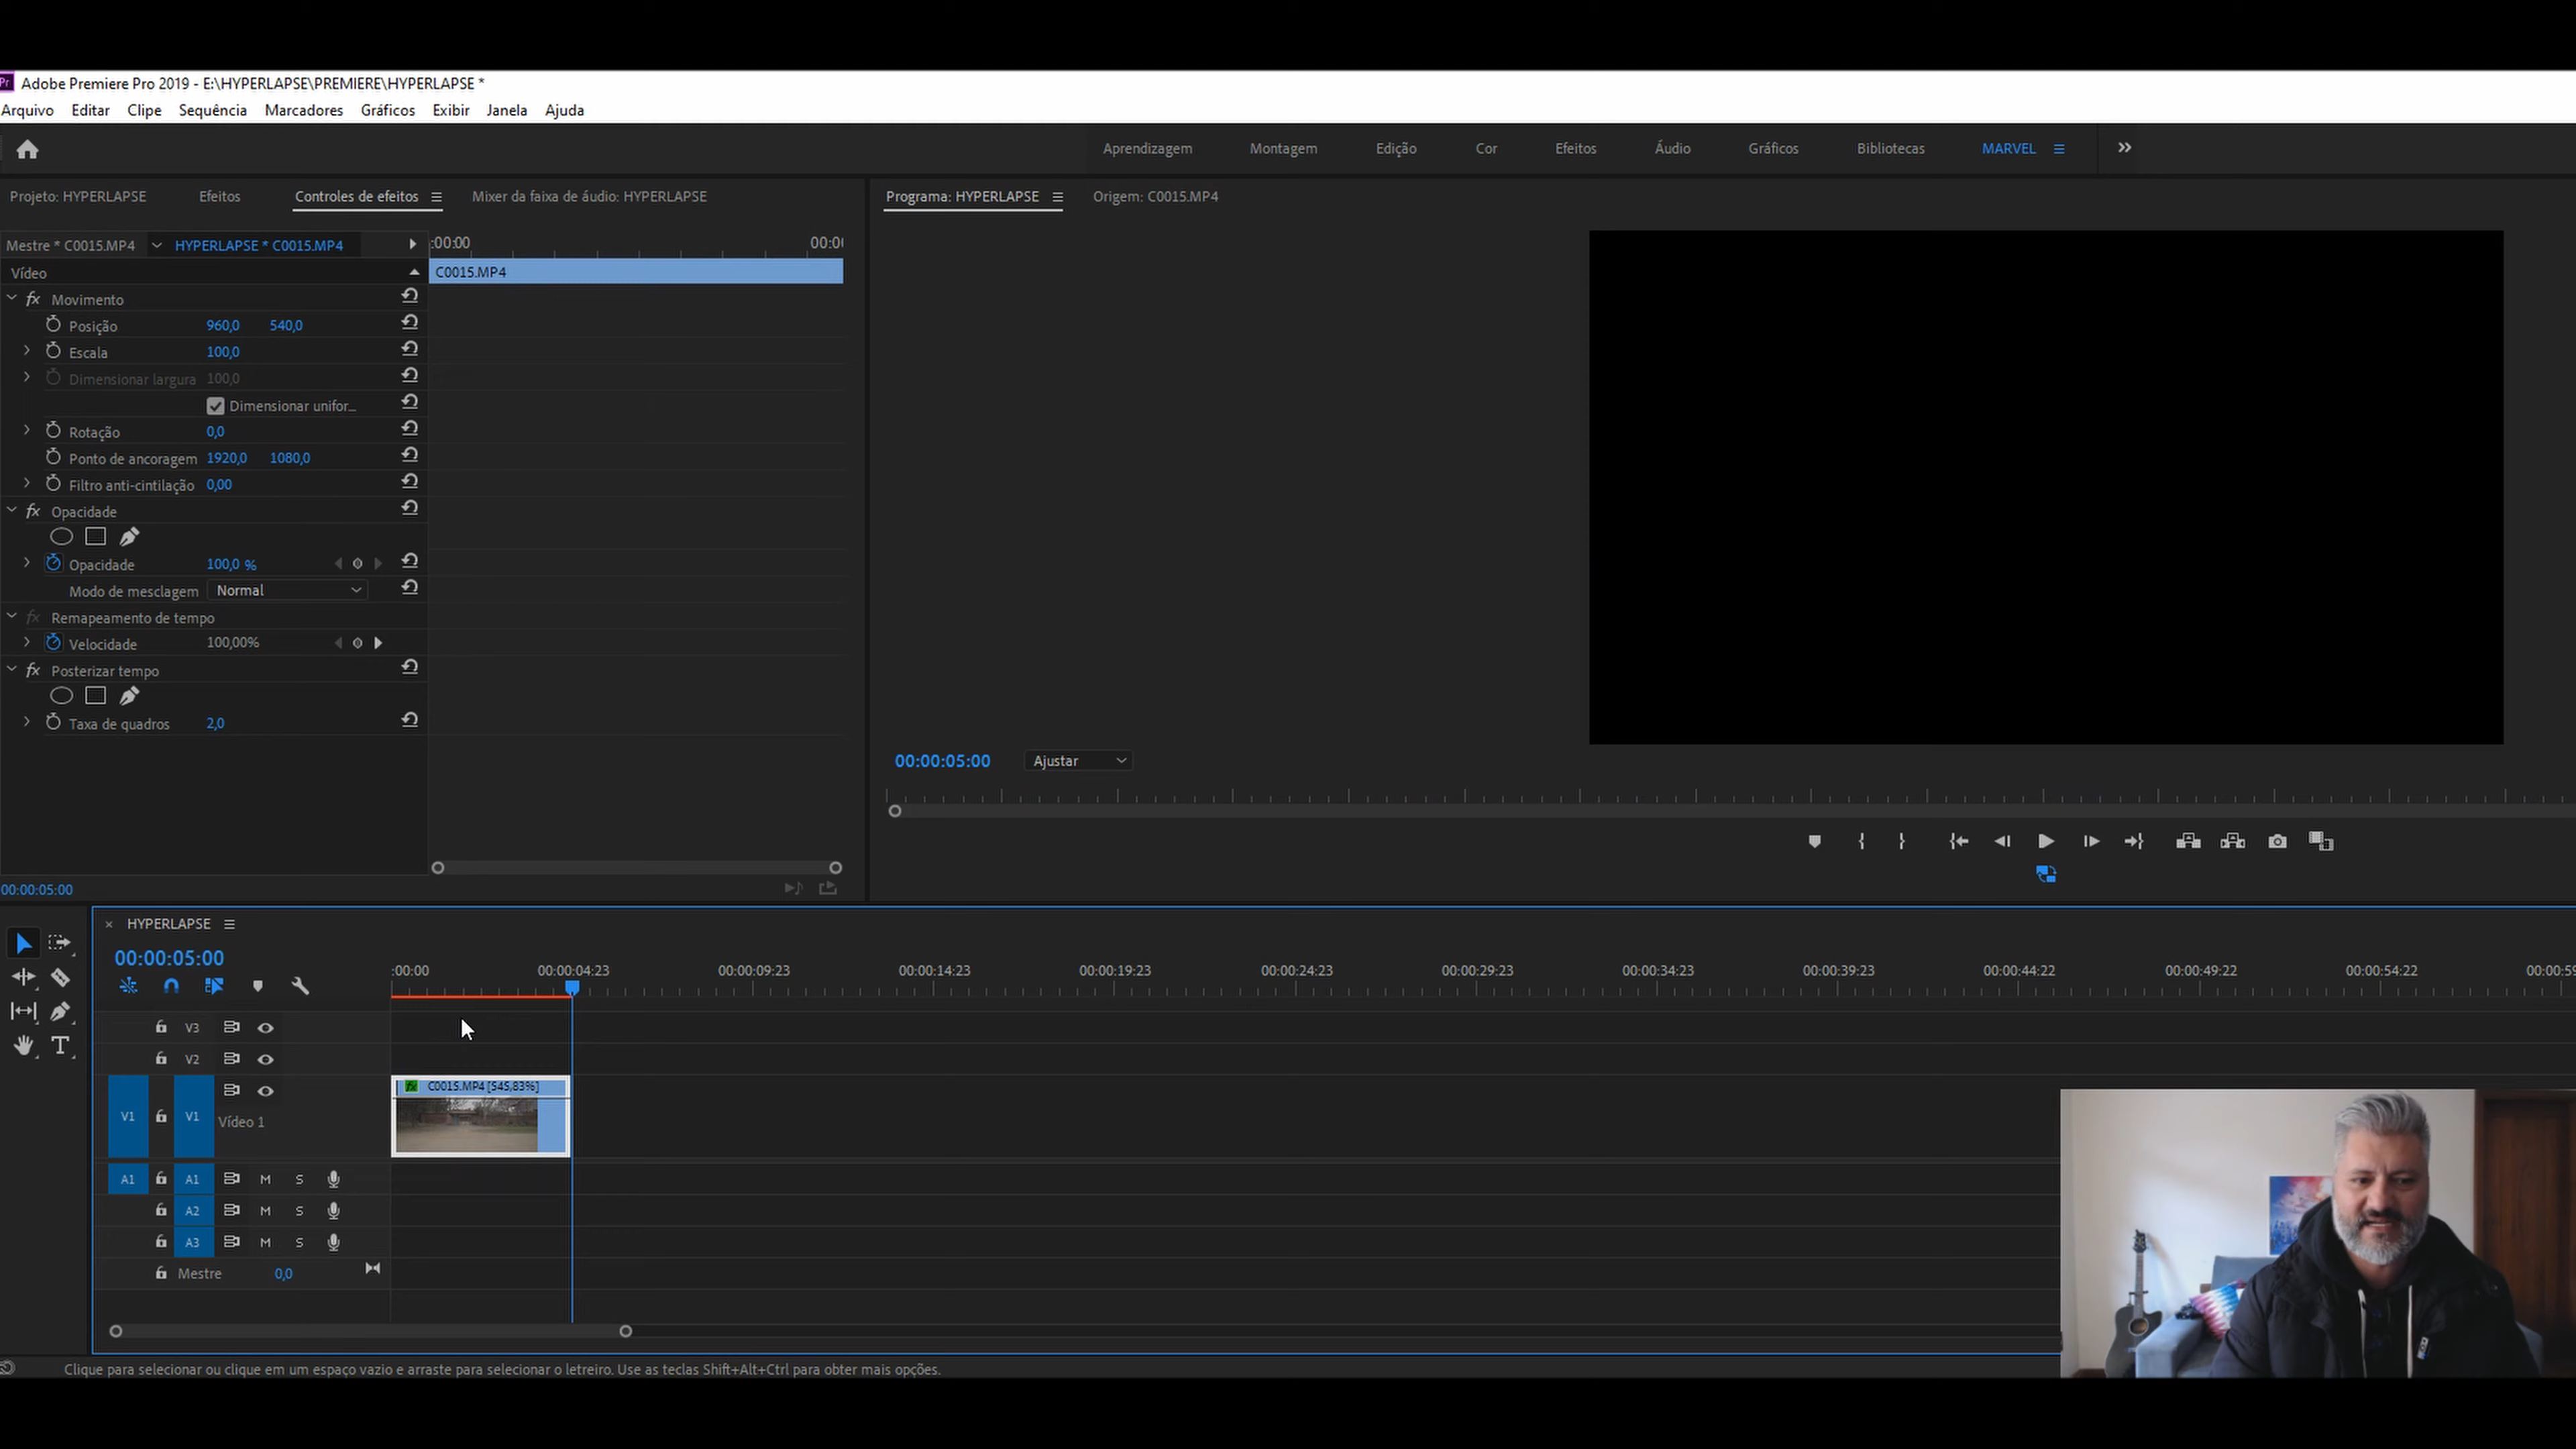 Pr Adobe Premiere Pro 2019 - E:\HYPERLAPSE\PREMIERE\HYPERLAPSE *
Arquivo Editar Clipe Sequência Marcadores Gráficos Exibir Janela Ajuda
Aprendizagem Montagem Edição Cor Efeitos Áudio Gráficos Bibliotecas MARVEL
Projeto: HYPERLAPSE Efeitos Controles de efeitos Mixer da faixa de áudio: HYPERLAPSE
Programa: HYPERLAPSE Origem: C0015.MP4
Mestre * C0015.MP4 HYPERLAPSE * C0015.MP4 :00:00 00:0
Vídeo C0015.MP4
fx Movimento
Posição 960,0 540,0
Escala 100,0
Dimensionar largura 100,0
Dimensionar unifor...
Rotação 0,0
Ponto de ancoragem 1920,0 1080,0
Filtro anti-cintilação 0,00
fx Opacidade
Opacidade 100,0 %
Modo de mesclagem Normal
fx Remapeamento de tempo
Velocidade 100,00%
fx Posterizar tempo
Taxa de quadros 2,0
00:00:05:00 Ajustar
00:00:05:00
HYPERLAPSE
00:00:05:00
:00:00 00:00:04:23 00:00:09:23 00:00:14:23 00:00:19:23 00:00:24:23 00:00:29:23 00:00:34:23 00:00:39:23 00:00:44:22 00:00:49:22 00:00:54:22 00:00:59
V3
V2
fx C0015.MP4 [545,83%]
V1 V1 Vídeo 1
A1 A1 M S
A2 M S
A3 M S
Mestre 0,0
Clique para selecionar ou clique em um espaço vazio e arraste para selecionar o letreiro. Use as teclas Shift+Alt+Ctrl para obter mais opções.